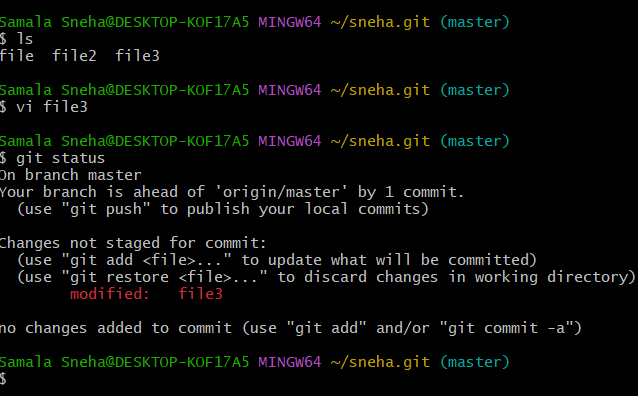 Samala Sneha@DESKTOP-KOF17A5 MINGW64 ~/sneha.git (master)
$ ls
file  file2  file3
Samala Sneha@DESKTOP-KOF17A5 MINGW64 ~/sneha.git (master)
$ vi file3
Samala Sneha@DESKTOP-KOF17A5 MINGW64 ~/sneha.git (master)
$ git status
On branch master
Your branch is ahead of 'origin/master' by 1 commit.
  (use "git push" to publish your local commits)
Changes not staged for commit:
  (use "git add <file>..." to update what will be committed)
  (use "git restore <file>..." to discard changes in working directory)
        modified:   file3
no changes added to commit (use "git add" and/or "git commit -a")
Samala Sneha@DESKTOP-KOF17A5 MINGW64 ~/sneha.git (master)
$